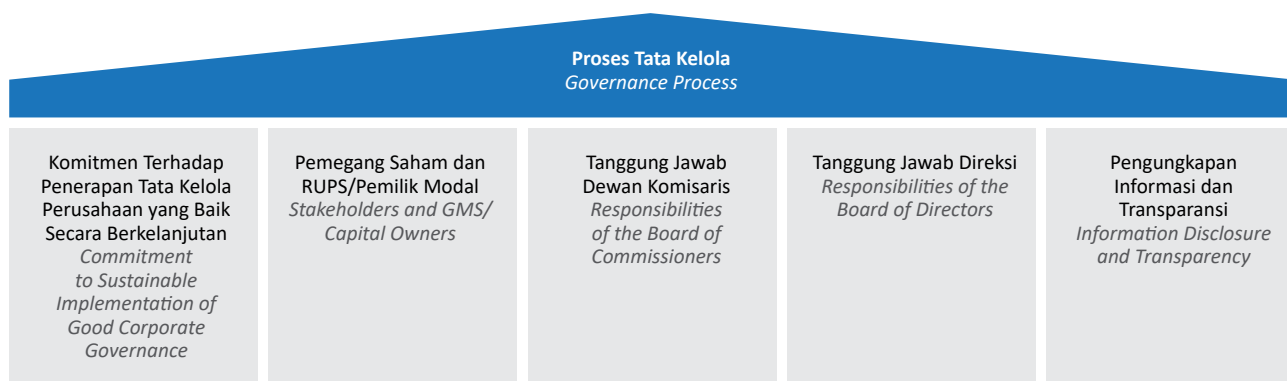 Proses Tata Kelola
Governance Process
Komitmen Terhadap
Penerapan Tata Kelola
Perusahaan yang Baik
Secara Berkelanjutan
Commitment
to Sustainable
Implementation of
Good Corporate
Governance
Pemegang Saham dan
RUPS/Pemilik Modal
Stakeholders and GMS/
Capital Owners
Tanggung Jawab
Dewan Komisaris
Responsibilities
of the Board of
Commissioners
Tanggung Jawab Direksi
Responsibilities of the
Board of Directors
Pengungkapan
Informasi dan
Transparansi
Information Disclosure
and Transparency